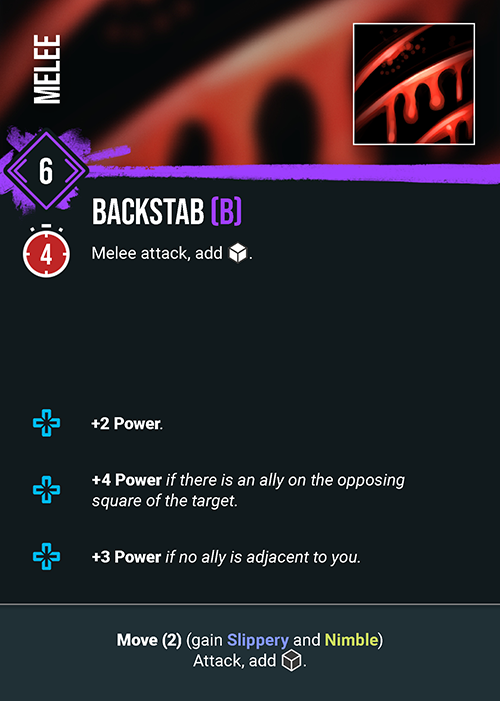 MELEE
6
BACKSTAB (B)
4
Melee attack, add .
+2 Power.
+4 Power if there is an ally on the opposing
square of the target.
+3 Power if no ally is adjacent to you.
Move (2) (gain Slippery and Nimble)
Attack, add .